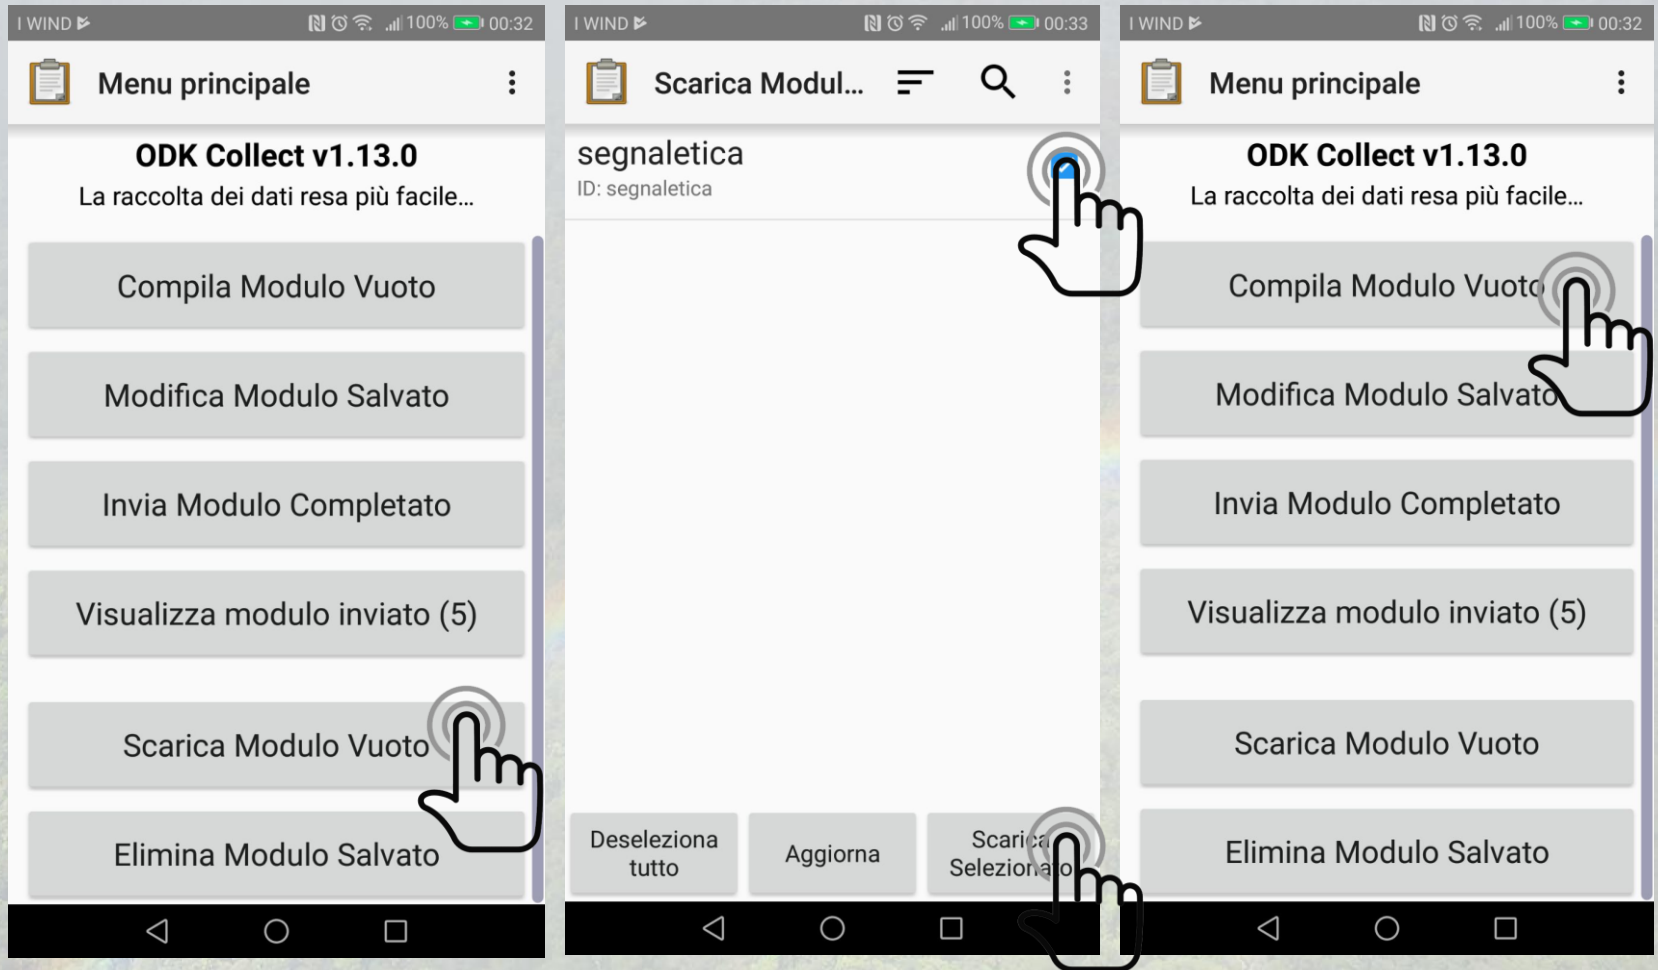 I WIND
100% 00:32
Menu principale
ODK Collect v1.13.0
La raccolta dei dati resa più facile...
Compila Modulo Vuoto
Modifica Modulo Salvato
Invia Modulo Completato
Visualizza modulo inviato (5)
Scarica Modulo Vuoto
Elimina Modulo Salvato
I WIND
100% 00:33
Scarica Modul...
segnaletica
ID: segnaletica
Deseleziona
tutto
Aggiorna
Scarica
Selezionato
I WIND
100% 00:32
Menu principale
ODK Collect v1.13.0
La raccolta dei dati resa più facile...
Compila Modulo Vuoto
Modifica Modulo Salvato
Invia Modulo Completato
Visualizza modulo inviato (5)
Scarica Modulo Vuoto
Elimina Modulo Salvato